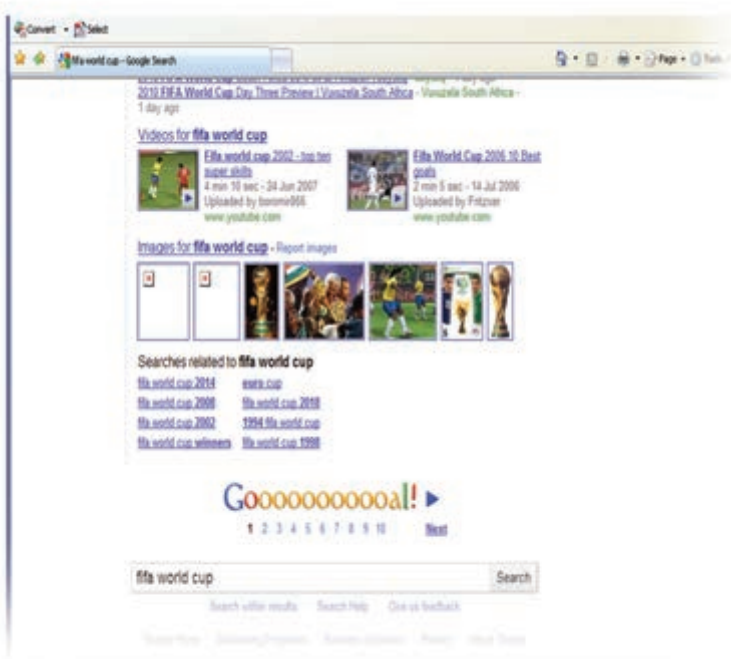 Convert Select
fifa world cup - Google Search Page
2010 FIFA World Cup Day Three Preview | Vuvuzela South Africa - Vuvuzela South Africa -
1 day ago
Videos for fifa world cup
Fifa world cup 2002 - top ten
super skills
4 min 10 sec - 24 Jun 2007
Uploaded by
www.youtube.com
Fifa World Cup 2006 10 Best
goals
2 min 5 sec - 14 Jul 2006
Uploaded by
www.youtube.com
Images for fifa world cup - Report images
Searches related to fifa world cup
fifa world cup 2014 euro cup
fifa world cup 2006 fifa world cup 2010
fifa world cup 2002 1994 fifa world cup
fifa world cup winners fifa world cup 1998
Goooooooooooal!
1 2 3 4 5 6 7 8 9 10 Next
fifa world cup Search
Search within results Search Help Give us feedback